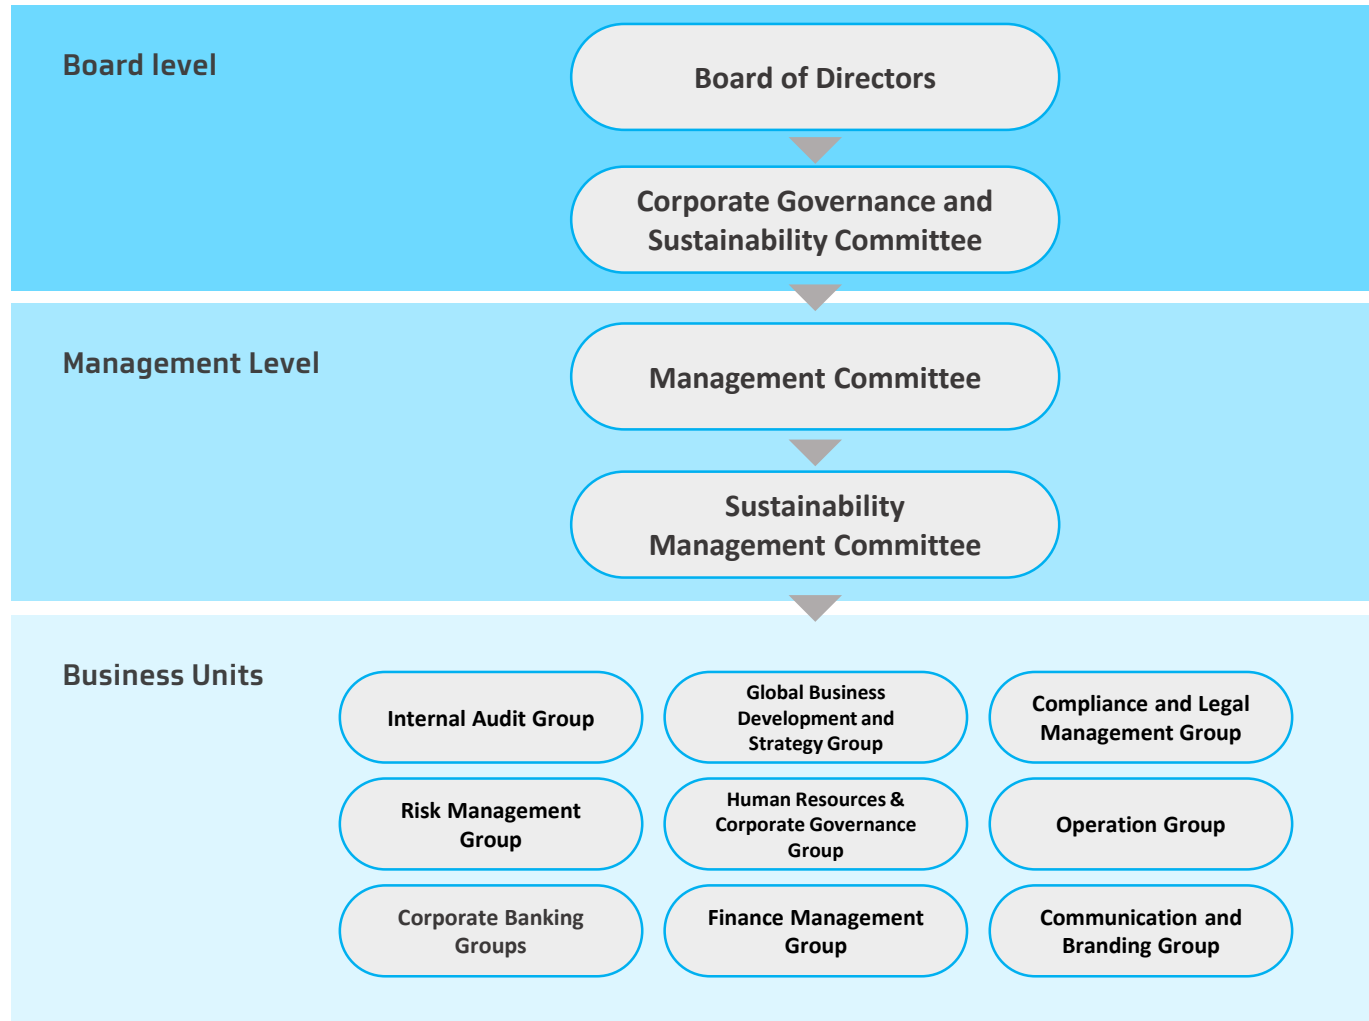 Board level
Board of Directors
Corporate Governance and
Sustainability Committee
Management Level
Management Committee
Sustainability
Management Committee
Business Units
Internal Audit Group
Global Business
Development and
Strategy Group
Compliance and Legal
Management Group
Risk Management
Group
Human Resources &
Corporate Governance
Group
Operation Group
Corporate Banking
Groups
Finance Management
Group
Communication and
Branding Group